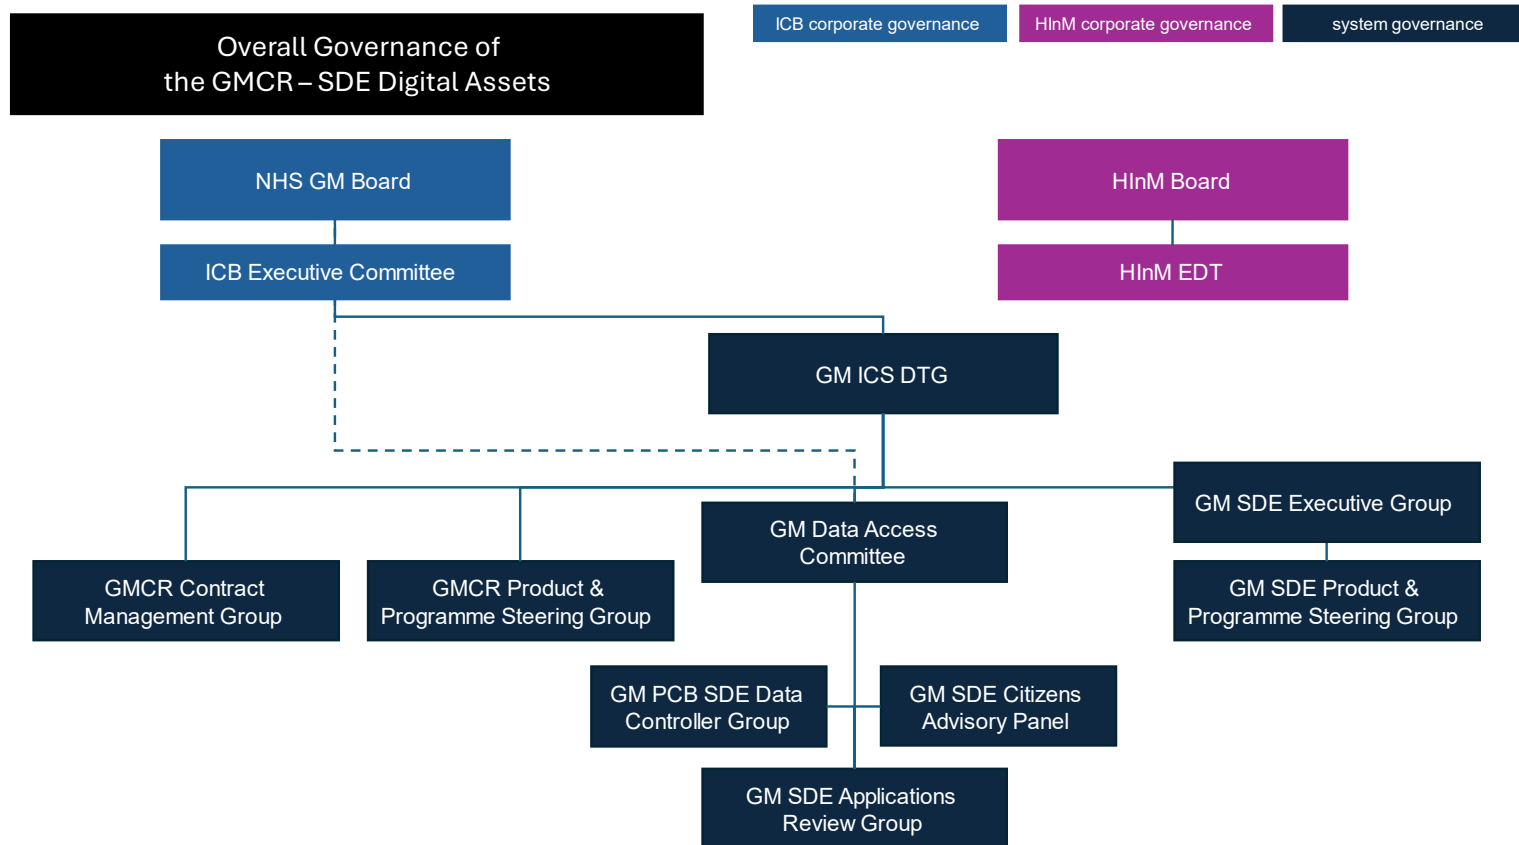 ICB corporate governance
HInM corporate governance
system governance
Overall Governance of
the GMCR – SDE Digital Assets
NHS GM Board
HInM Board
ICB Executive Committee
HInM EDT
GM ICS DTG
GM SDE Executive Group
GM Data Access
Committee
GMCR Contract
Management Group
GMCR Product &
Programme Steering Group
GM SDE Product &
Programme Steering Group
GM PCB SDE Data
Controller Group
GM SDE Citizens
Advisory Panel
GM SDE Applications
Review Group